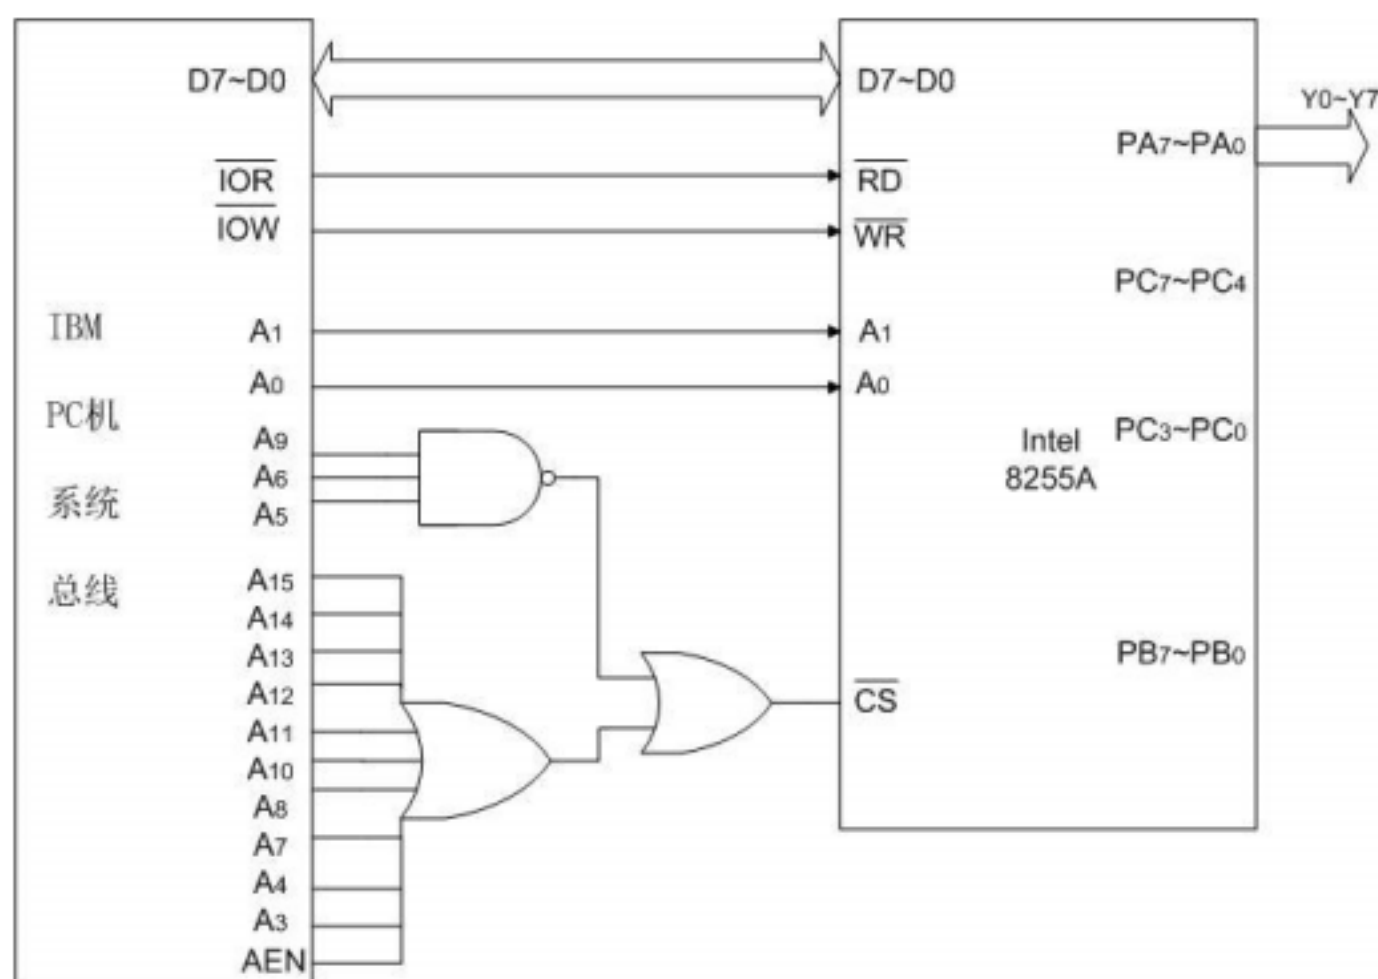 D7~D0
IOR
IOW
IBM
A1
A0
PC机
A9
A6
系统
A5
A15
总线
A14
A13
A12
A11
A10
A8
A7
A4
A3
AEN
D7~D0
RD
WR
A1
A0
Intel
8255A
CS
Y0~Y7
PA7~PA0
PC7~PC4
PC3~PC0
PB7~PB0